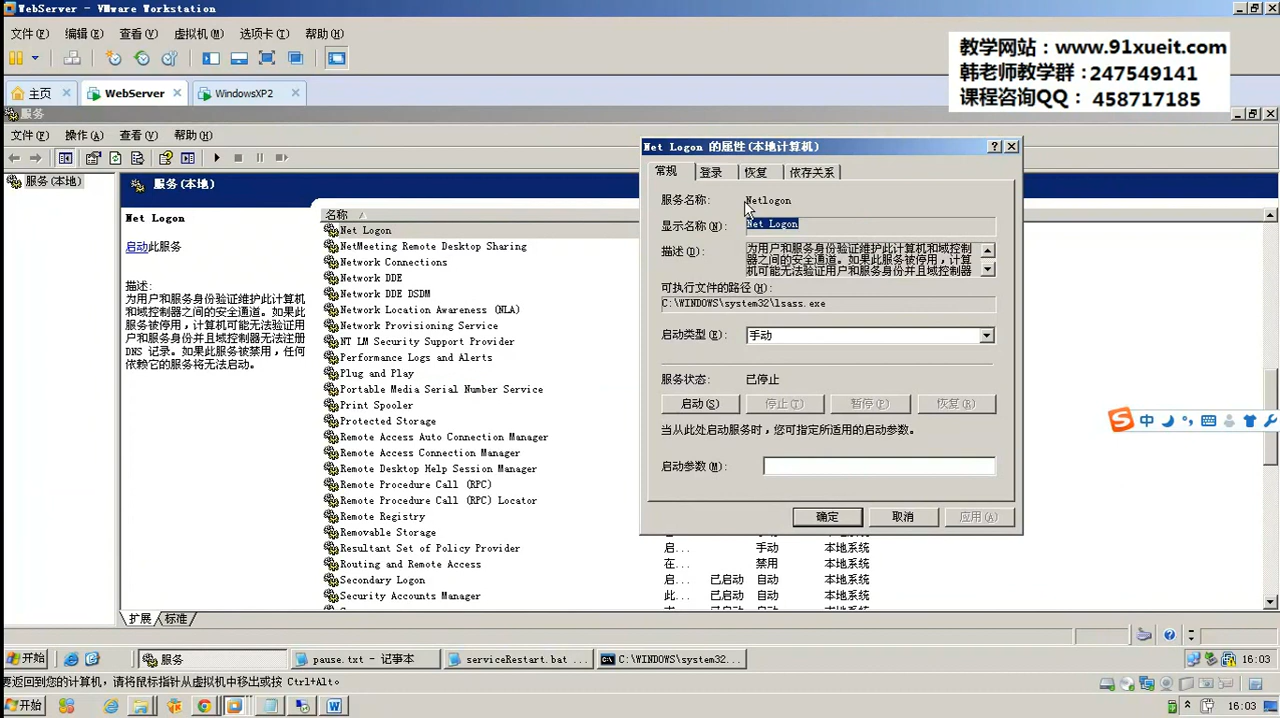 WebServer - VMware Workstation
文件(F) 编辑(E) 查看(V) 虚拟机(M) 选项卡(T) 帮助(H)
教学网站：www.91xueit.com
韩老师教学群：247549141
课程咨询QQ： 458717185
主页 WebServer WindowsXP2
服务
文件(F) 操作(A) 查看(V) 帮助(H)
服务(本地)
服务(本地)
Net Logon
启动此服务
描述:
为用户和服务身份验证维护此计算机
和域控制器之间的安全通道。如果此
服务被停用，计算机可能无法验证用
户和服务身份并且域控制器无法注册
DNS 记录。如果此服务被禁用，任何
依赖它的服务将无法启动。
名称
Net Logon
NetMeeting Remote Desktop Sharing
Network Connections
Network DDE
Network DDE DSDM
Network Location Awareness (NLA)
Network Provisioning Service
NT LM Security Support Provider
Performance Logs and Alerts
Plug and Play
Portable Media Serial Number Service
Print Spooler
Protected Storage
Remote Access Auto Connection Manager
Remote Access Connection Manager
Remote Desktop Help Session Manager
Remote Procedure Call (RPC)
Remote Procedure Call (RPC) Locator
Remote Registry
Removable Storage
Resultant Set of Policy Provider 启... 手动 本地系统
Routing and Remote Access 在... 禁用 本地系统
Secondary Logon 启... 已启动 自动 本地系统
Security Accounts Manager 此... 已启动 自动 本地系统
Net Logon 的属性(本地计算机)
常规 登录 恢复 依存关系
服务名称: Netlogon
显示名称(N): Net Logon
描述(D): 为用户和服务身份验证维护此计算机和域控制
器之间的安全通道。如果此服务被停用，计算
机可能无法验证用户和服务身份并且域控制器
可执行文件的路径(H):
C:\WINDOWS\system32\lsass.exe
启动类型(E): 手动
服务状态: 已停止
启动(S) 停止(T) 暂停(P) 恢复(R)
当从此处启动服务时，您可指定所适用的启动参数。
启动参数(M):
确定 取消 应用(A)
中
扩展 标准
开始 服务 pause.txt - 记事本 serviceRestart.bat ... C:\WINDOWS\system32... 16:03
要返回到您的计算机，请将鼠标指针从虚拟机中移出或按 Ctrl+Alt。
开始 16:03